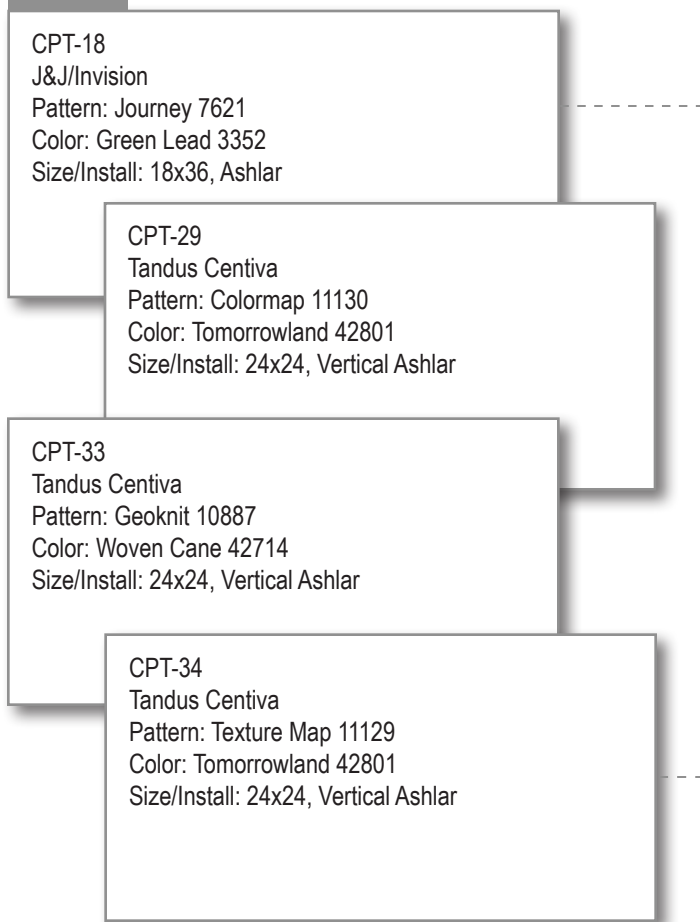 CPT-18
J&J/Invision
Pattern: Journey 7621
Color: Green Lead 3352
Size/Install: 18x36, Ashlar
CPT-29
Tandus Centiva
Pattern: Colormap 11130
Color: Tomorrowland 42801
Size/Install: 24x24, Vertical Ashlar
CPT-33
Tandus Centiva
Pattern: Geoknit 10887
Color: Woven Cane 42714
Size/Install: 24x24, Vertical Ashlar
CPT-34
Tandus Centiva
Pattern: Texture Map 11129
Color: Tomorrowland 42801
Size/Install: 24x24, Vertical Ashlar